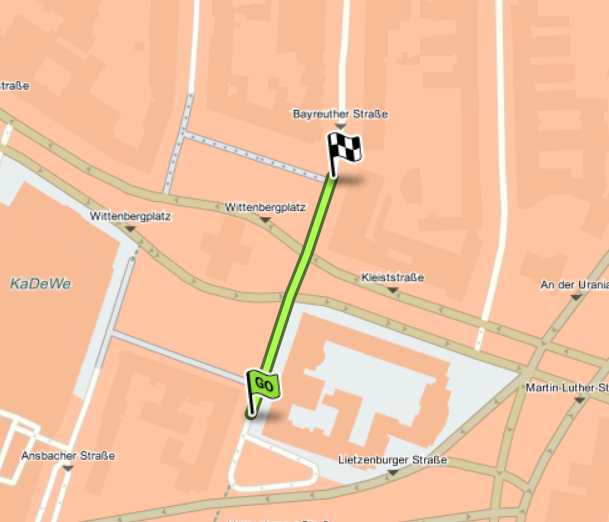 Bayreuther Straße
Wittenbergplatz
Wittenbergplatz
Kleiststraße
KaDeWe
An der Urania
GO
Martin-Luther-St
Ansbacher Straße
Lietzenburger Straße